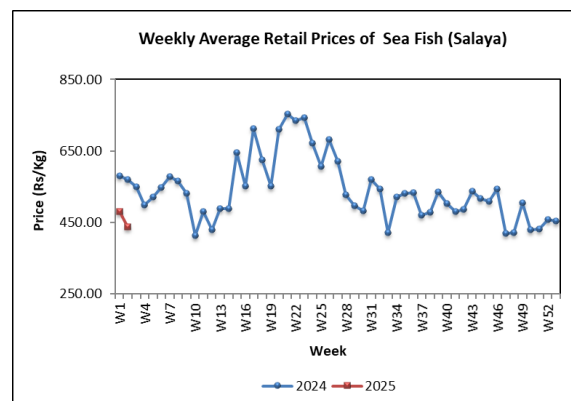 Weekly Average Retail Prices of Sea Fish (Salaya)
Price (Rs/Kg)
850.00
650.00
450.00
250.00
W1
W4
W7
W10
W13
W16
W19
W22
W25
W28
W31
W34
W37
W40
W43
W46
W49
W52
Week
2024
2025